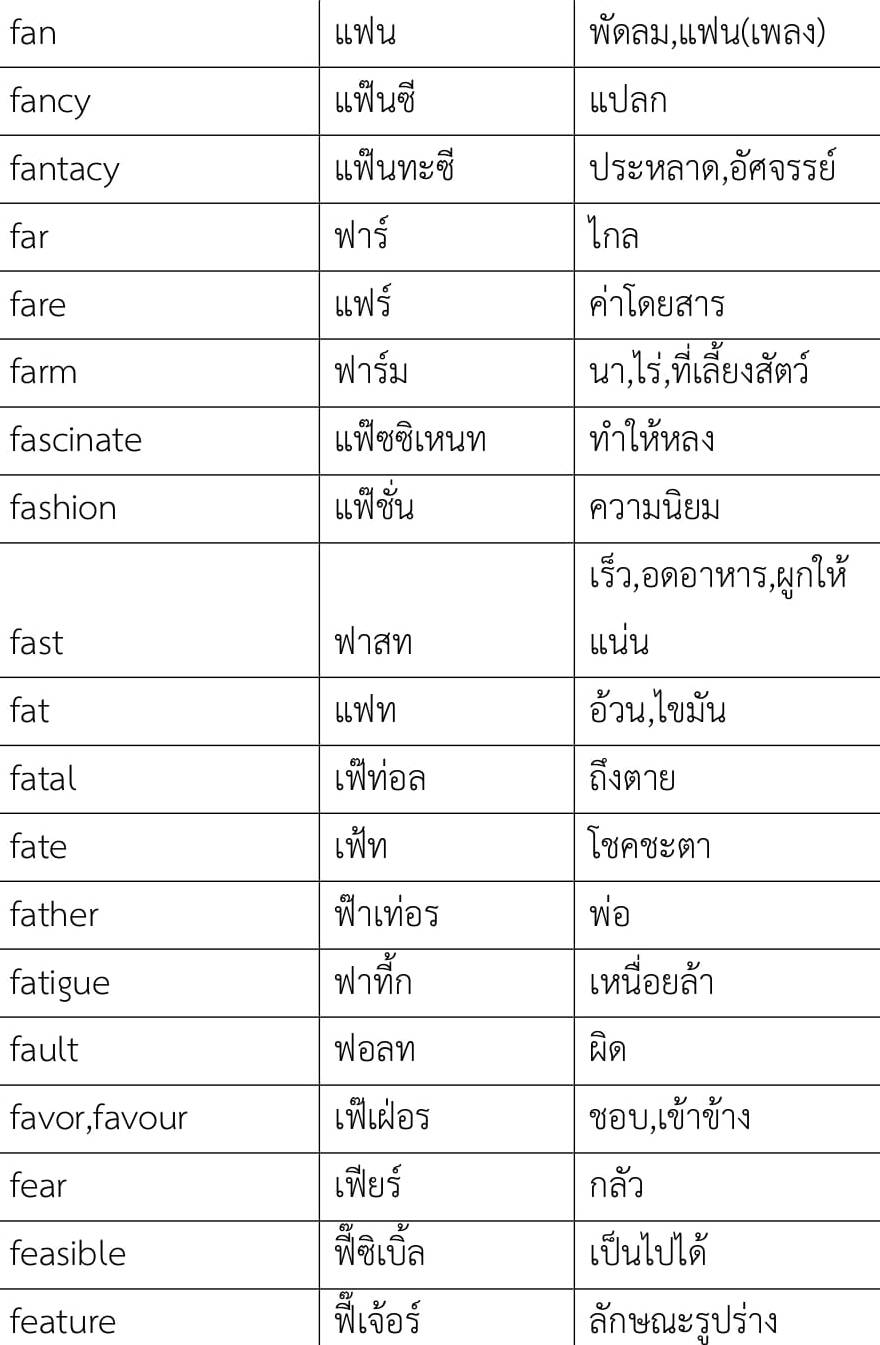 fan แฟน พัดลม,แฟน(เพลง)
fancy แฟ๊นซี แปลก
fantacy แฟ๊นทะซี ประหลาด,อัศจรรย์
far ฟาร์ ไกล
fare แฟร์ ค่าโดยสาร
farm ฟาร์ม นา,ไร่,ที่เลี้ยงสัตว์
fascinate แฟ๊ซซิเหนท ทำให้หลง
fashion แฟ๊ชั่น ความนิยม
เร็ว,อดอาหาร,ผูกให้
fast ฟาสท แน่น
fat แฟท อ้วน,ไขมัน
fatal เฟ๊ท่อล ถึงตาย
fate เฟ้ท โชคชะตา
father ฟ๊าเท่อร พ่อ
fatigue ฟาทิ้ก เหนื่อยล้า
fault ฟอลท ผิด
favor,favour เฟ๊เฝ่อร ชอบ,เข้าข้าง
fear เฟียร์ กลัว
feasible ฟี๊ซิเบิ้ล เป็นไปได้
feature ฟี๊เจ้อร์ ลักษณะรูปร่าง